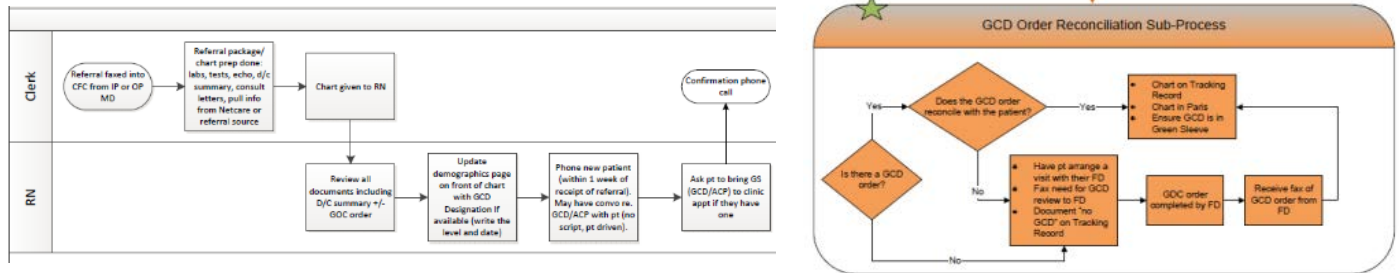 Clerk
Referral faxed into
CFC from IP or OP
MD
Referral package/
chart prep done:
labs, tests, echo, d/c
summary, consult
letters, pull info
from Netcare or
referral source
Chart given to RN
Confirmation phone
call
RN
Review all
documents including
D/C summary +/-
GOC order
Update
demographics page
on front of chart
with GCD
Designation If
available (write the
level and date)
Phone new patient
(within 1 week of
receipt of referral).
May have convo re.
GCD/ACP with pt (no
script, pt driven).
Ask pt to bring GS
(GCD/ACP) to clinic
appt if they have
one
GCD Order Reconciliation Sub-Process
Is there a GCD
order?
Yes
Does the GCD order
reconcile with the patient?
Yes
Chart on Tracking
Record
Chart in Paris
Ensure GCD is in
Green Sleeve
No
Have pt arrange a
visit with their FD
Fax need for GCD
review to FD
Document "no
GCD" on Tracking
Record
GDC order
completed by FD
Receive fax of
GCD order from
FD
No